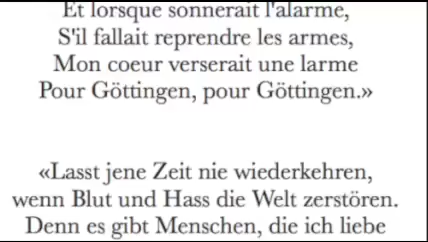 Et lorsque sonnerait l'alarme,
S'il fallait reprendre les armes,
Mon coeur verserait une larme
Pour Göttingen, pour Göttingen.»
«Lasst jene Zeit nie wiederkehren,
wenn Blut und Hass die Welt zerstören.
Denn es gibt Menschen, die ich liebe